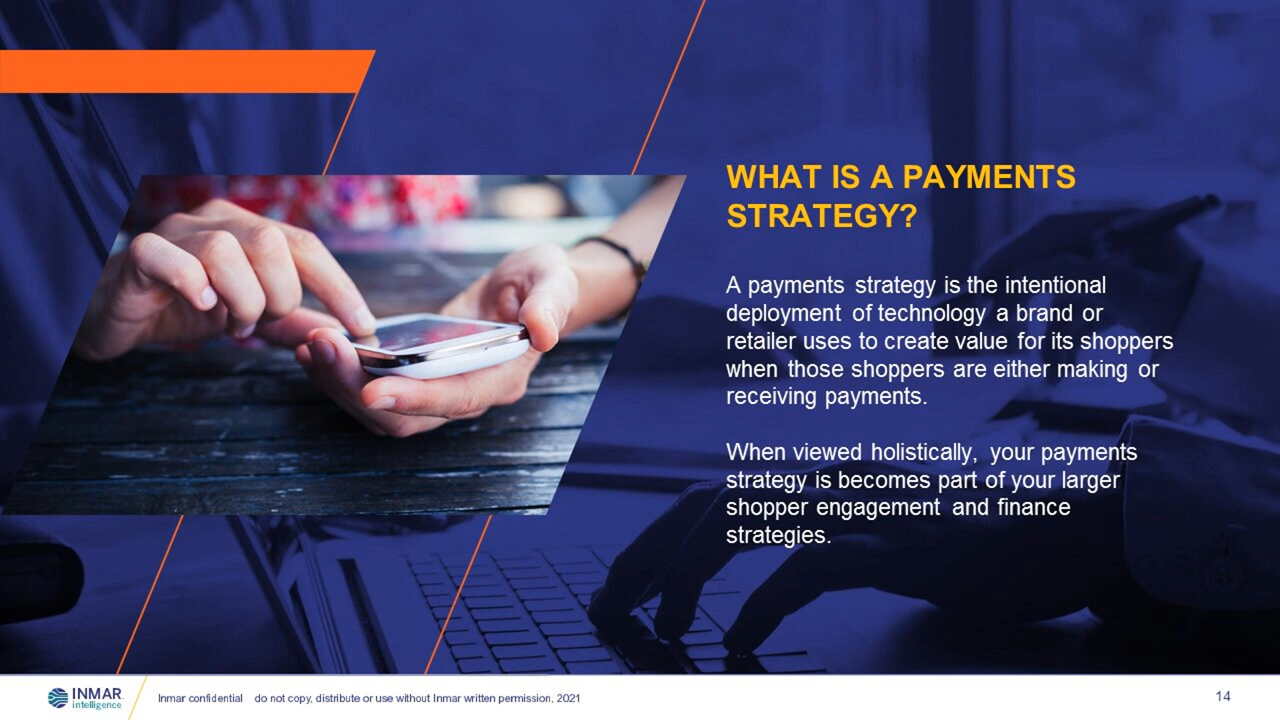 WHAT IS A PAYMENTS
STRATEGY?
A payments strategy is the intentional
deployment of technology a brand or
retailer uses to create value for its shoppers
when those shoppers are either making or
receiving payments.
When viewed holistically, your payments
strategy is becomes part of your larger
shopper engagement and finance
strategies.
INMAR
intelligence
Inmar confidential do not copy, distribute or use without Inmar written permission, 2021
14